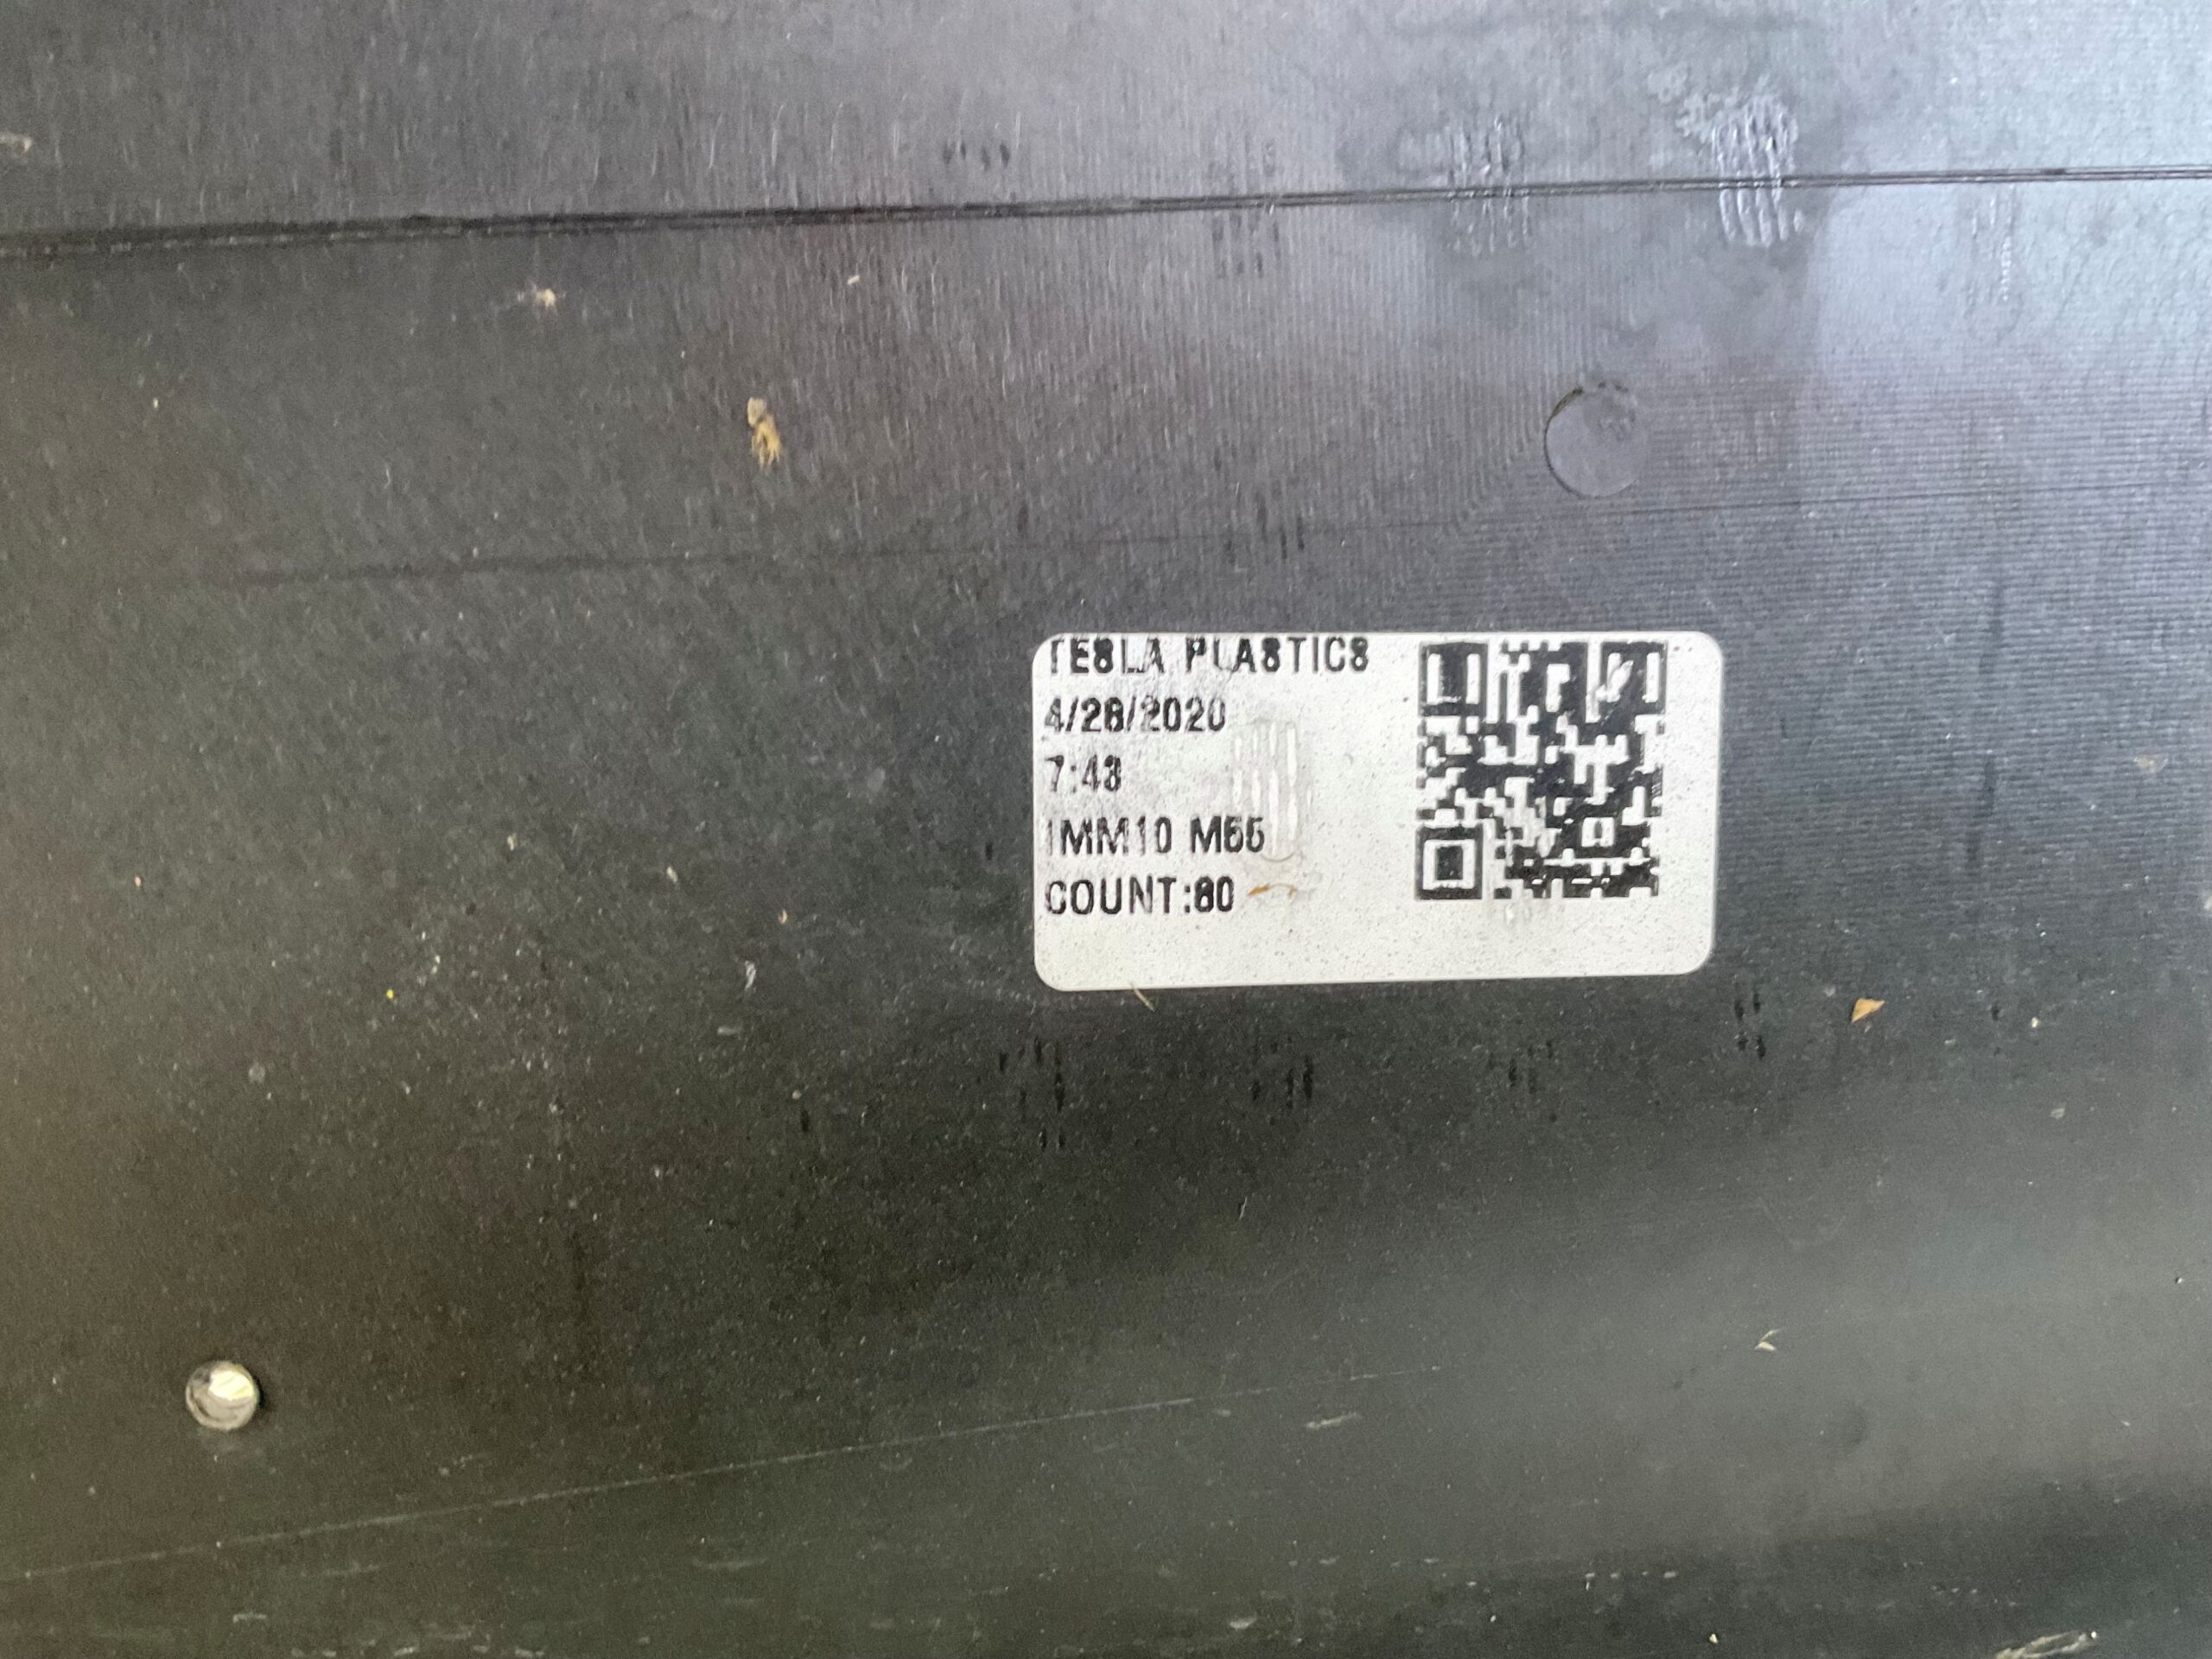 TESLA PLASTICS
4/28/2020
7:43
IMM10 M55
COUNT:80